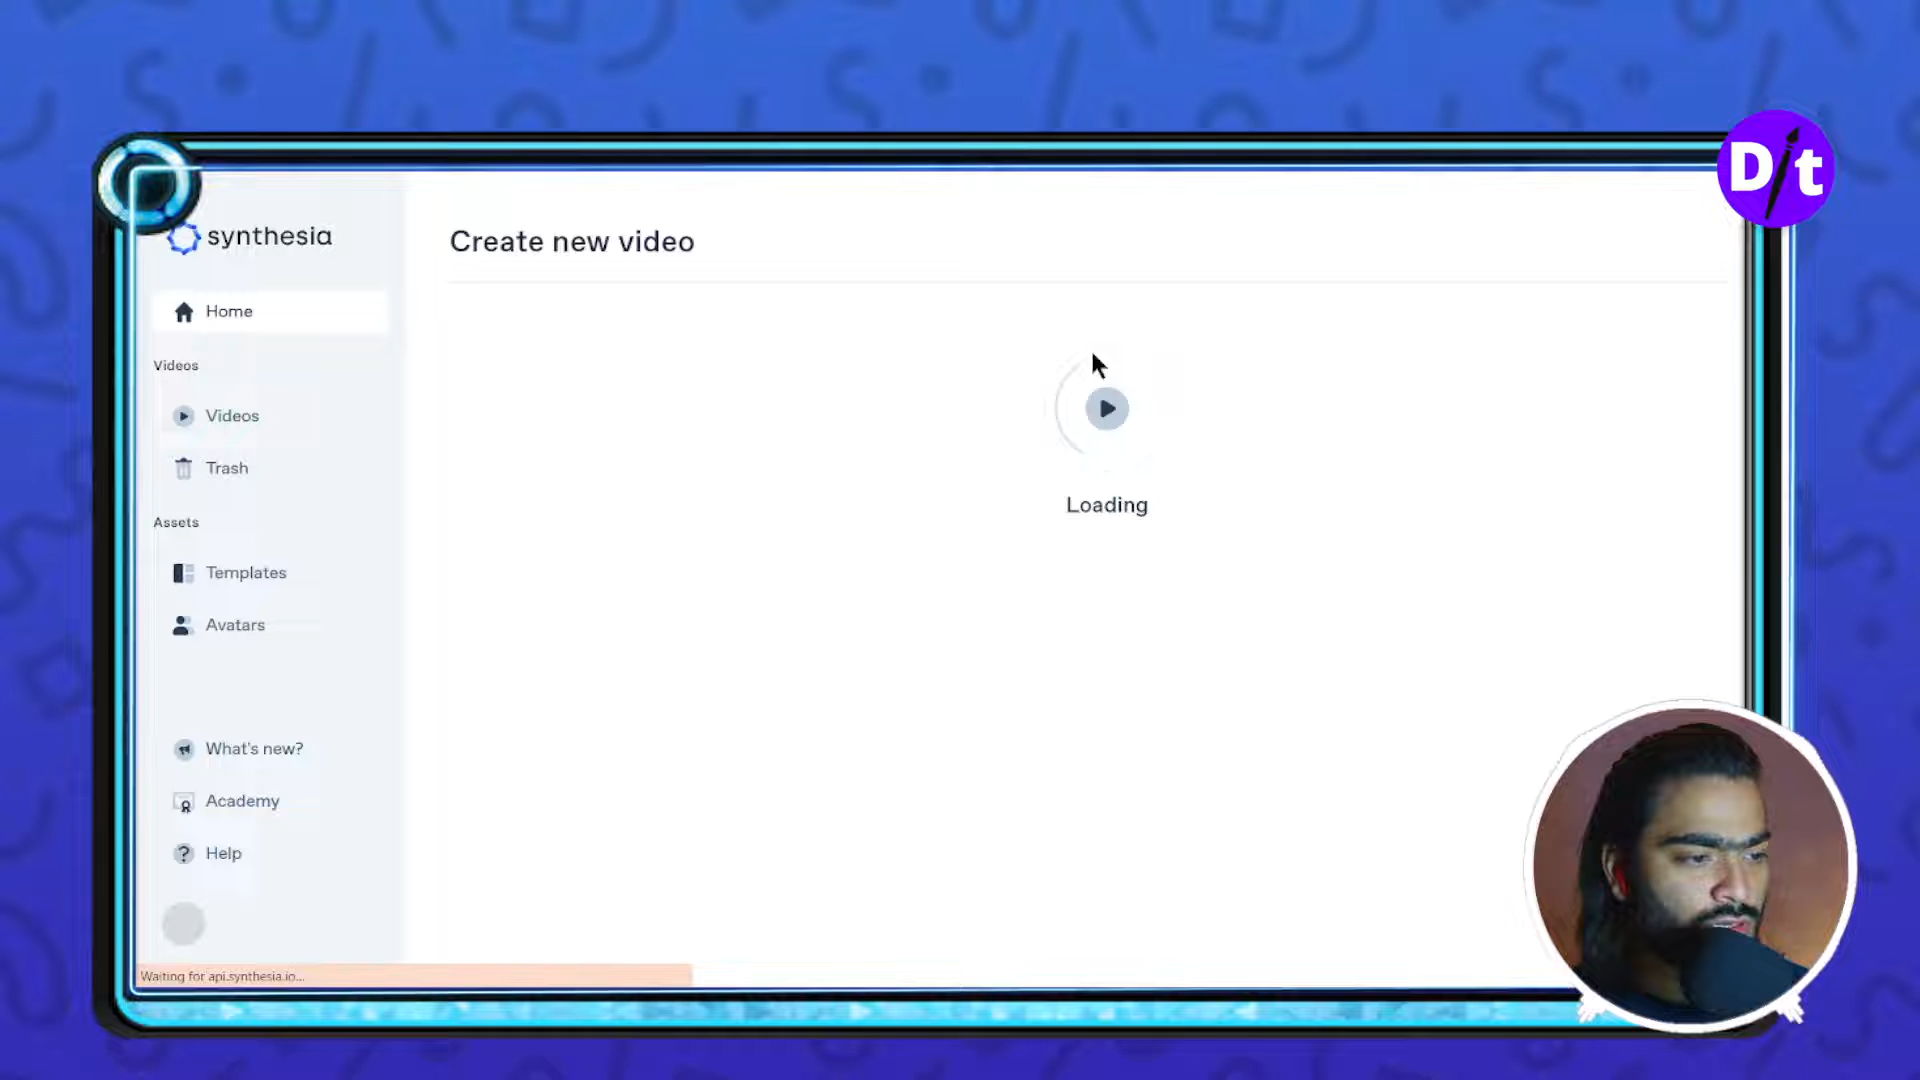 D/t
synthesia
Create new video
Home
Videos
Videos
Trash
Loading
Assets
Templates
Avatars
What's new?
Academy
Help
Waiting for api.synthesia.io...